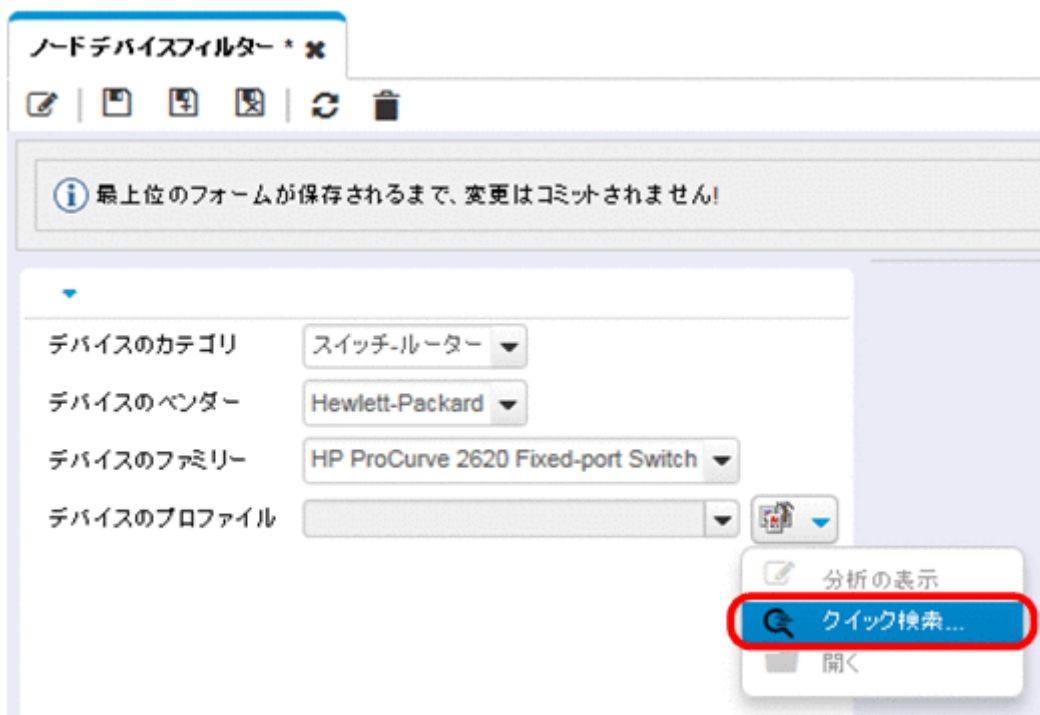 ノードデバイスフィルター *
最上位のフォームが保存されるまで、変更はコミットされません!
デバイスのカテゴリ スイッチ-ルーター
デバイスのベンダー Hewlett-Packard
デバイスのファミリー HP ProCurve 2620 Fixed-port Switch
デバイスのプロファイル
分析の表示
クイック検索...
開く